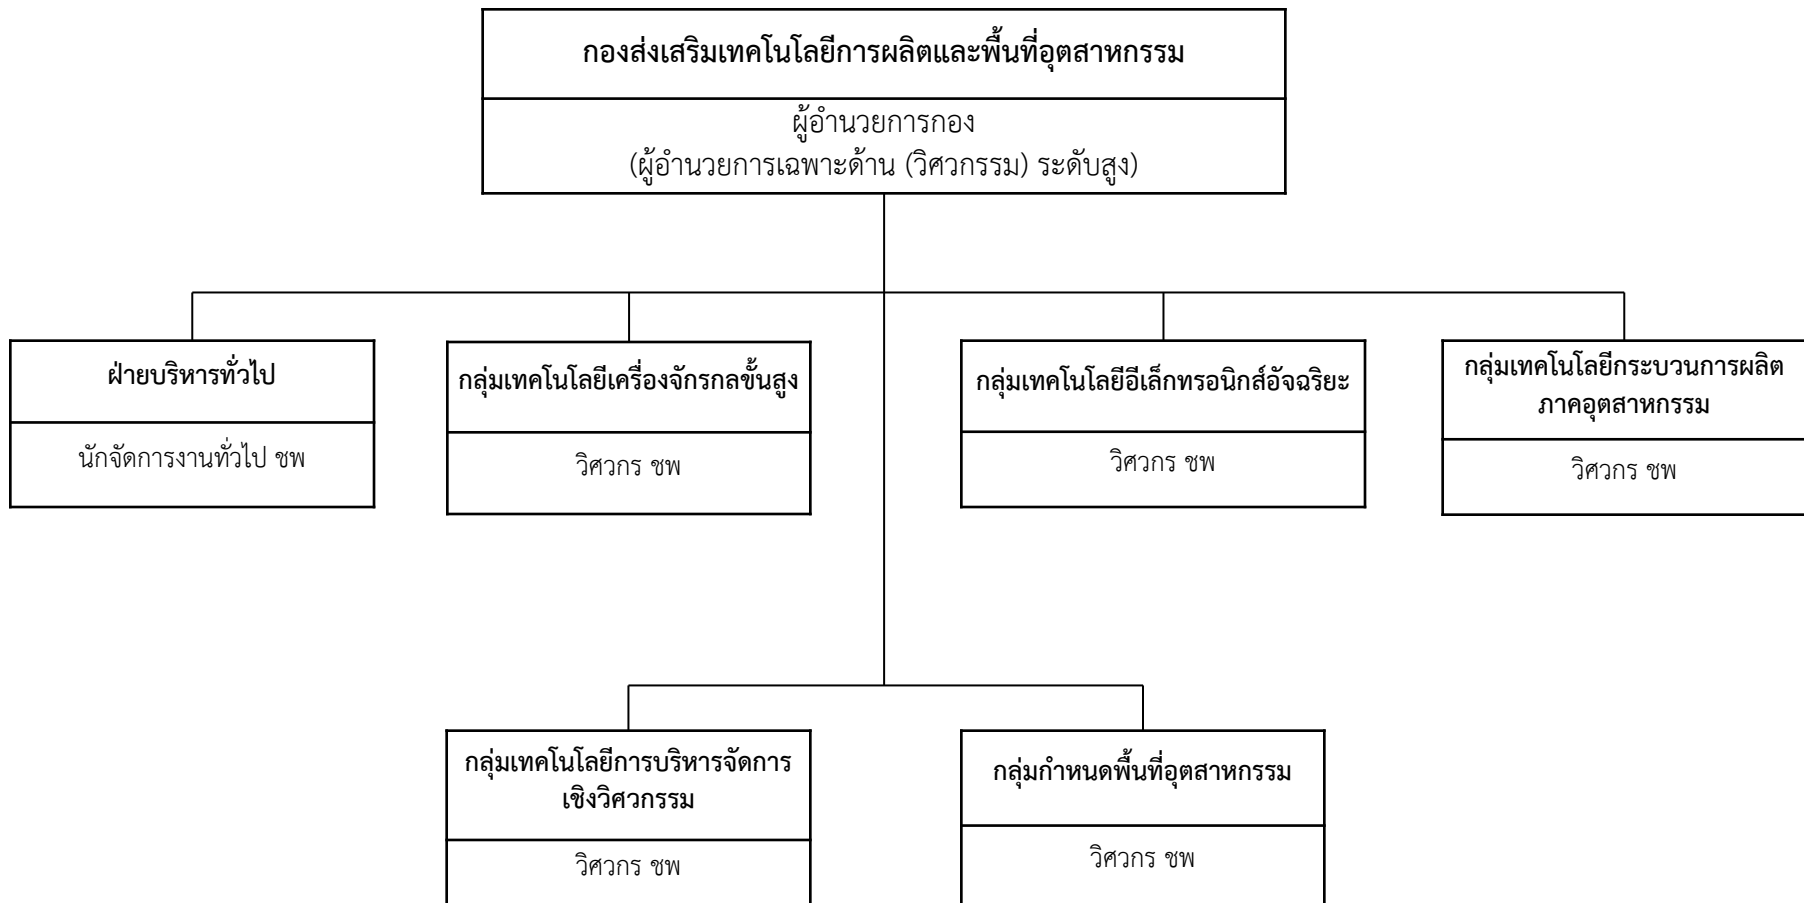 กองส่งเสริมเทคโนโลยีการผลิตและพื้นที่อุตสาหกรรม
ผู้อำนวยการกอง
(ผู้อำนวยการเฉพาะด้าน (วิศวกรรม) ระดับสูง)
ฝ่ายบริหารทั่วไป
นักจัดการงานทั่วไป ชพ
กลุ่มเทคโนโลยีเครื่องจักรกลขั้นสูง
วิศวกร ชพ
กลุ่มเทคโนโลยีอิเล็กทรอนิกส์อัจฉริยะ
วิศวกร ชพ
กลุ่มเทคโนโลยีกระบวนการผลิต
ภาคอุตสาหกรรม
วิศวกร ชพ
กลุ่มเทคโนโลยีการบริหารจัดการ
เชิงวิศวกรรม
วิศวกร ชพ
กลุ่มกำหนดพื้นที่อุตสาหกรรม
วิศวกร ชพ